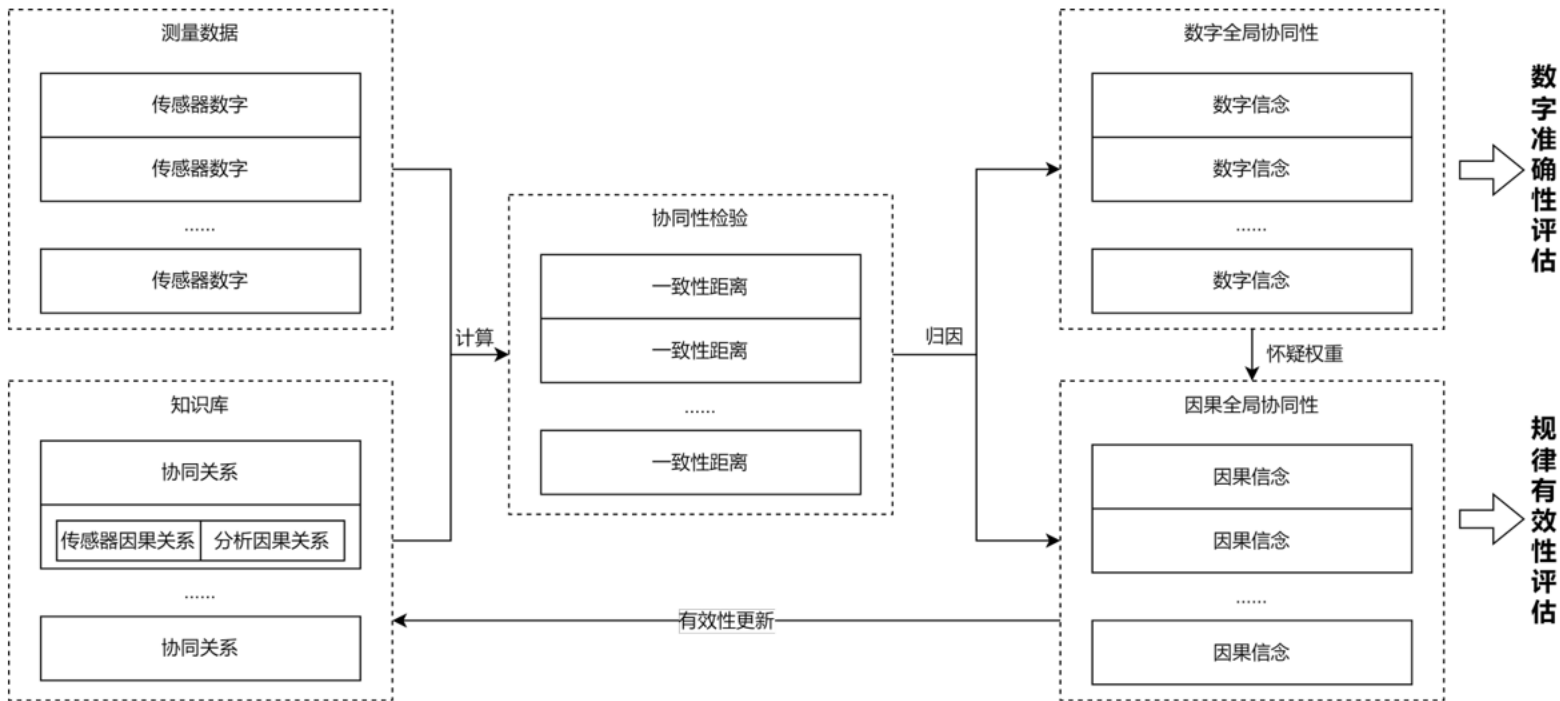 测量数据
传感器数字
传感器数字
......
传感器数字
知识库
协同关系
传感器因果关系
分析因果关系
......
协同关系
计算
协同性检验
一致性距离
一致性距离
......
一致性距离
归因
数字全局协同性
数字信念
数字信念
......
数字信念
怀疑权重
因果全局协同性
因果信念
因果信念
......
因果信念
有效性更新
数字准确性评估
规律有效性评估